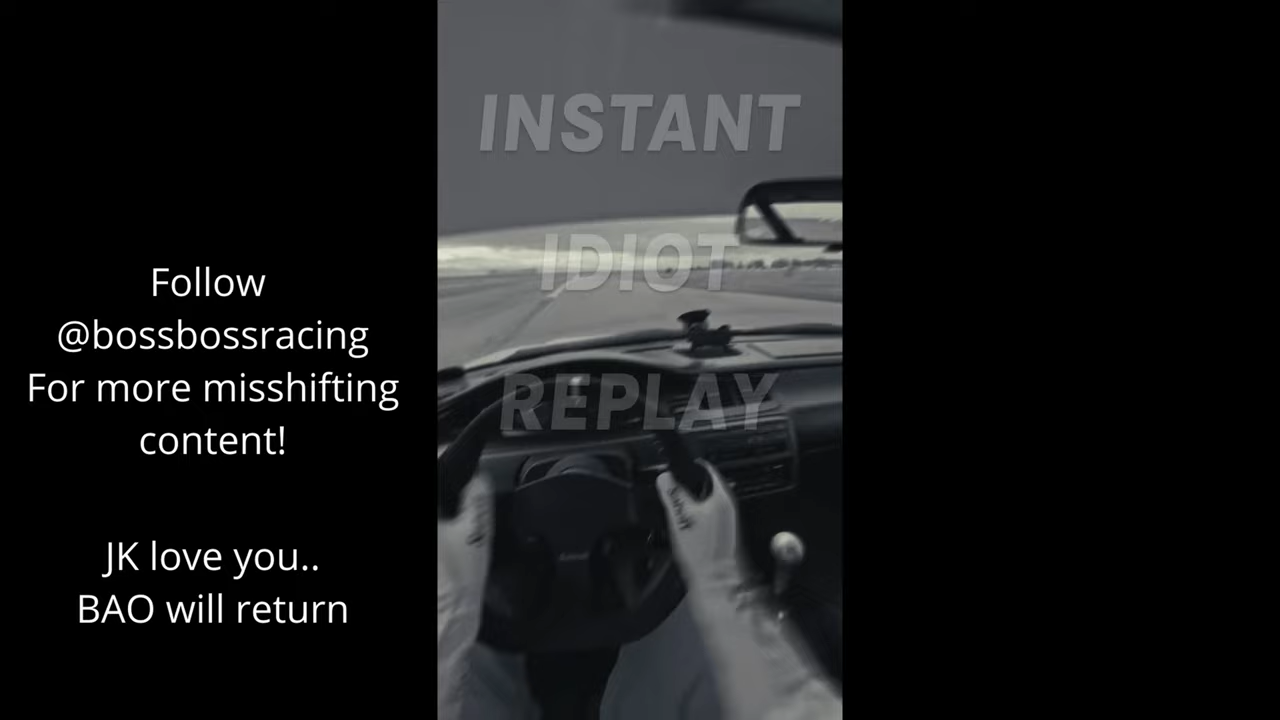 Follow
@bossbossracing
For more misshifting
content!
JK love you..
BAO will return
INSTANT
IDIOT
REPLAY